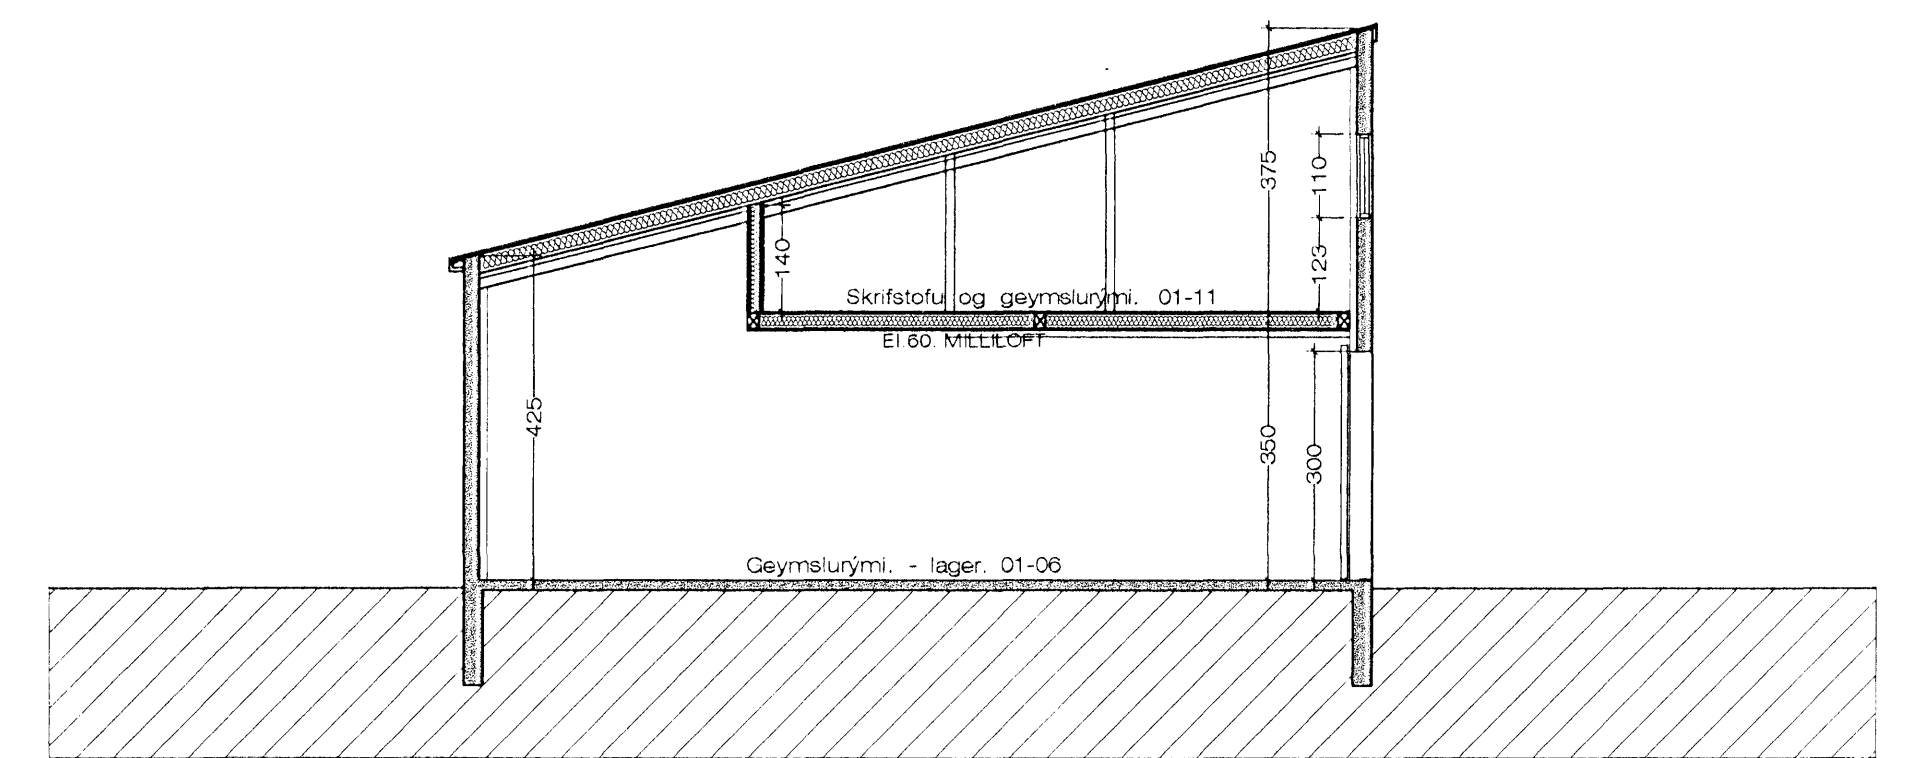 375
110
140
123
Skrifstofu og geymslurými. 01-11
EI.60. MILLILOFT
425
350
300
Geymslurými. - lager. 01-06